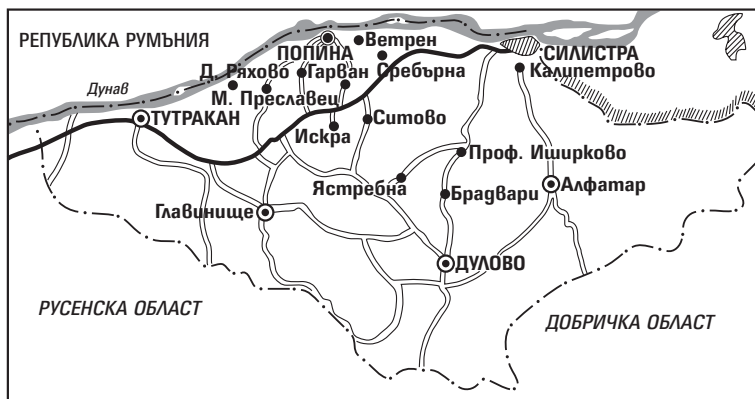 РЕПУБЛИКА РУМЪНИЯ
ПОПИНА
Ветрен
СИЛИСТРА
Д. Ряхово
Гарван
Сребърна
Калипетрово
Дунав
М. Преславец
ТУТРАКАН
Искра
Ситово
Проф. Иширково
Ястребна
Брадвари
Алфатар
Главинище
ДУЛОВО
РУСЕНСКА ОБЛАСТ
ДОБРИЧКА ОБЛАСТ